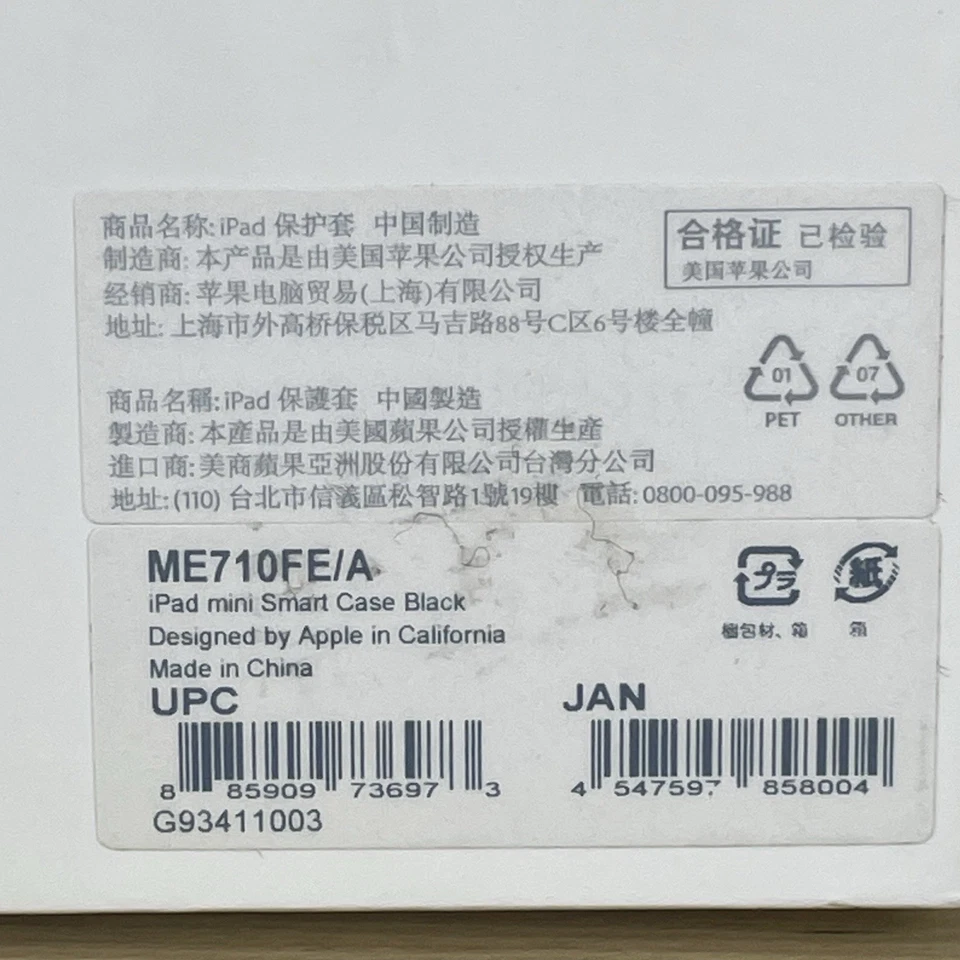 商品名称: iPad 保护套 中国制造
制造商: 本产品是由美国苹果公司授权生产
经销商: 苹果电脑贸易(上海)有限公司
地址: 上海市外高桥保税区马吉路88号C区6号楼全幢
合格证 已检验
美国苹果公司
01
PET
07
OTHER
商品名稱: iPad 保護套 中國製造
製造商: 本產品是由美國蘋果公司授權生產
進口商: 美商蘋果亞洲股份有限公司台灣分公司
地址: (110) 台北市信義區松智路1號19樓 電話: 0800-095-988
ME710FE/A
iPad mini Smart Case Black
Designed by Apple in California
Made in China
プラ
梱包材、箱
紙
箱
UPC
8 85909 73697 3
G93411003
JAN
4 547597 858004